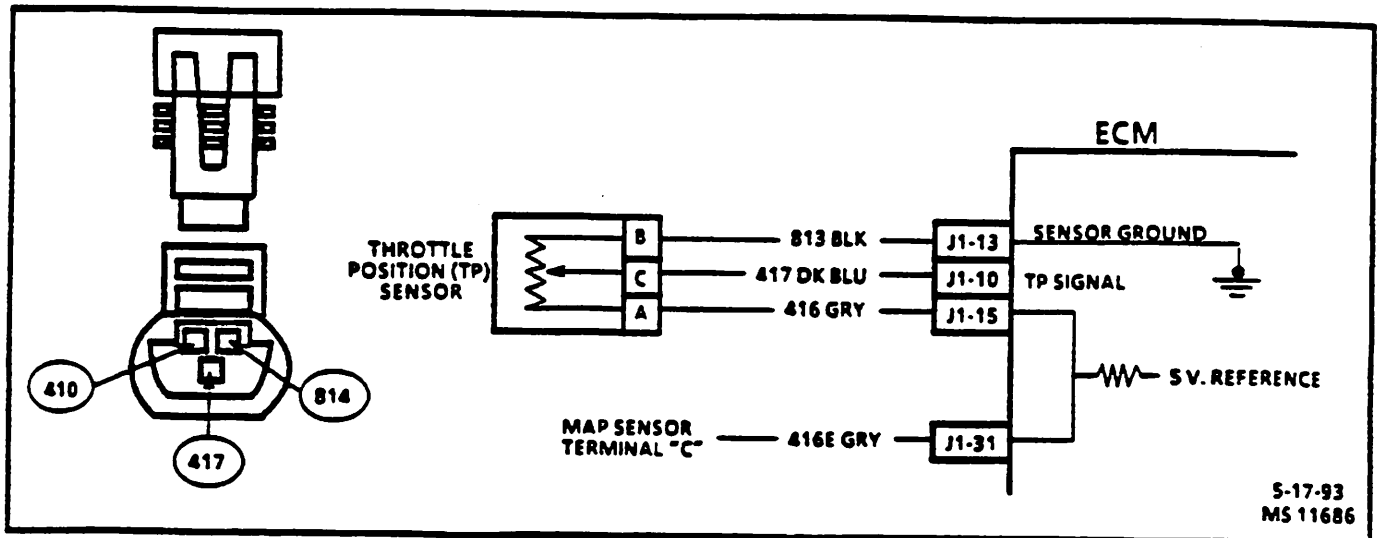 ECM
THROTTLE
POSITION (TP)
SENSOR
B
813 BLK
J1-13
SENSOR GROUND
C
417 DK BLU
J1-10
TP SIGNAL
A
416 GRY
J1-15
5 V. REFERENCE
MAP SENSOR
TERMINAL "C"
416E GRY
J1-31
410
814
417
5-17-93
MS 11686